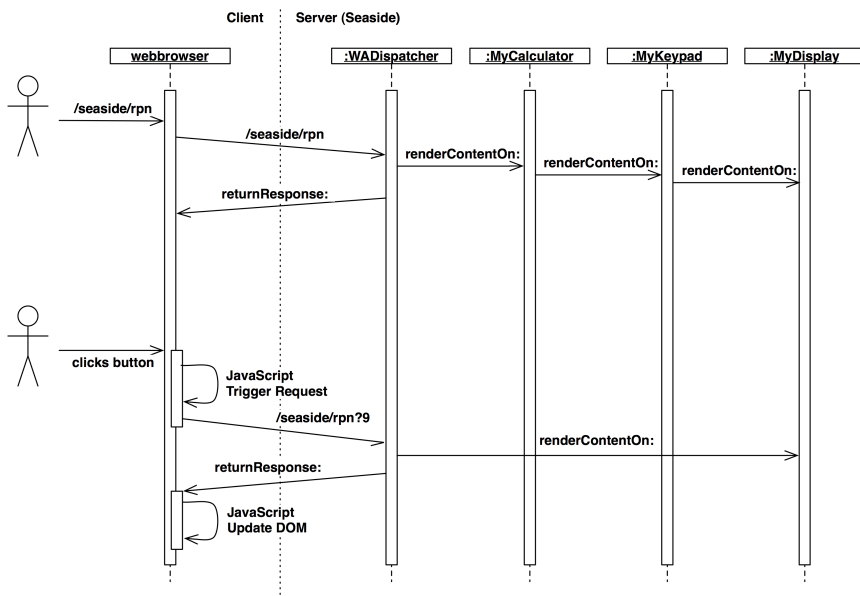 Client
Server (Seaside)
webbrowser
:WADispatcher
:MyCalculator
:MyKeypad
:MyDisplay
/seaside/rpn
/seaside/rpn
renderContentOn:
renderContentOn:
renderContentOn:
returnResponse:
clicks button
JavaScript
Trigger Request
/seaside/rpn?9
renderContentOn:
returnResponse:
JavaScript
Update DOM